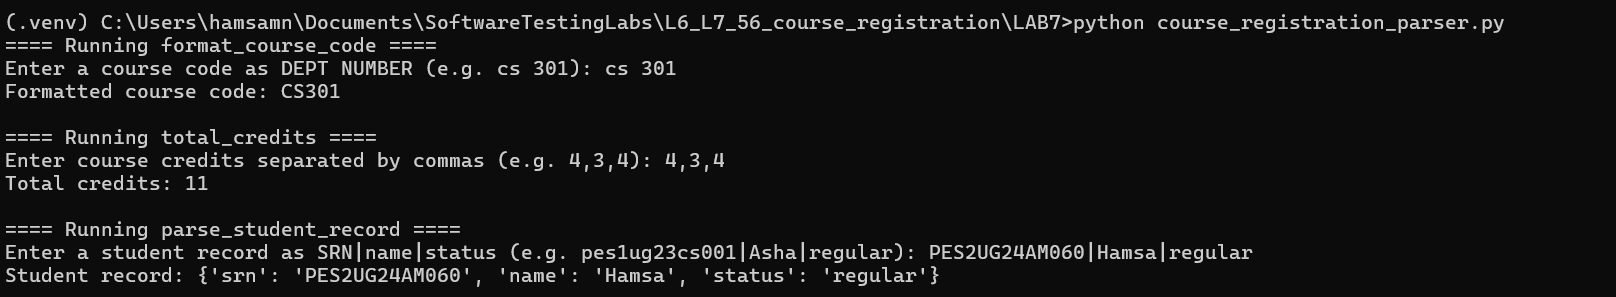 (.venv) C:\Users\hamsamn\Documents\SoftwareTestingLabs\L6_L7_56_course_registration\LAB7>python course_registration_parser.py
==== Running format_course_code ====
Enter a course code as DEPT NUMBER (e.g. cs 301): cs 301
Formatted course code: CS301
==== Running total_credits ====
Enter course credits separated by commas (e.g. 4,3,4): 4,3,4
Total credits: 11
==== Running parse_student_record ====
Enter a student record as SRN|name|status (e.g. pes1ug23cs001|Asha|regular): PES2UG24AM060|Hamsa|regular
Student record: {'srn': 'PES2UG24AM060', 'name': 'Hamsa', 'status': 'regular'}